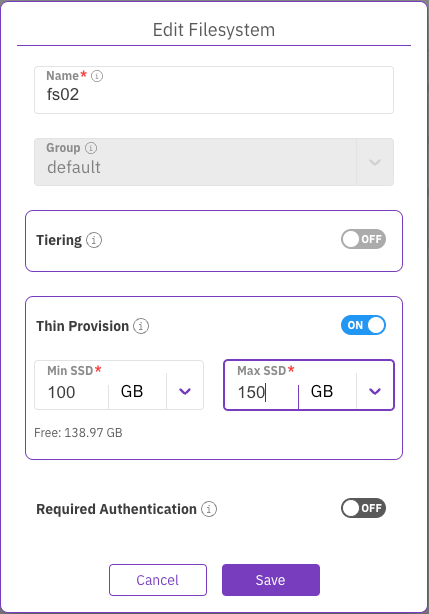 Edit Filesystem
Name*
fs02
Group
default
Tiering OFF
Thin Provision ON
Min SSD* Max SSD*
100 GB 150 GB
Free: 138.97 GB
Required Authentication OFF
Cancel Save